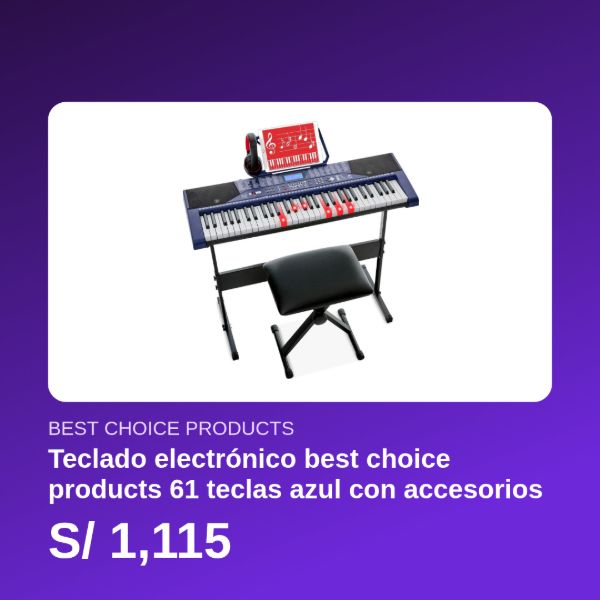 BEST CHOICE PRODUCTS
Teclado electrónico best choice
products 61 teclas azul con accesorios
S/ 1,115